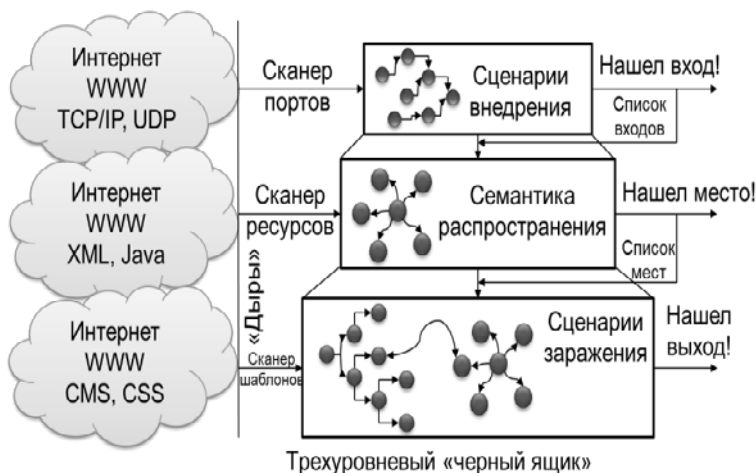 Интернет
WWW
TCP/IP, UDP
Сканер
портов
Сценарии
внедрения
Нашел вход!
Список
входов
Интернет
WWW
XML, Java
Сканер
ресурсов
Семантика
распространения
Нашел место!
Список
мест
Интернет
WWW
CMS, CSS
«Дыры»
Сканер
шаблонов
Сценарии
заражения
Нашел
выход!
Трехуровневый «черный ящик»